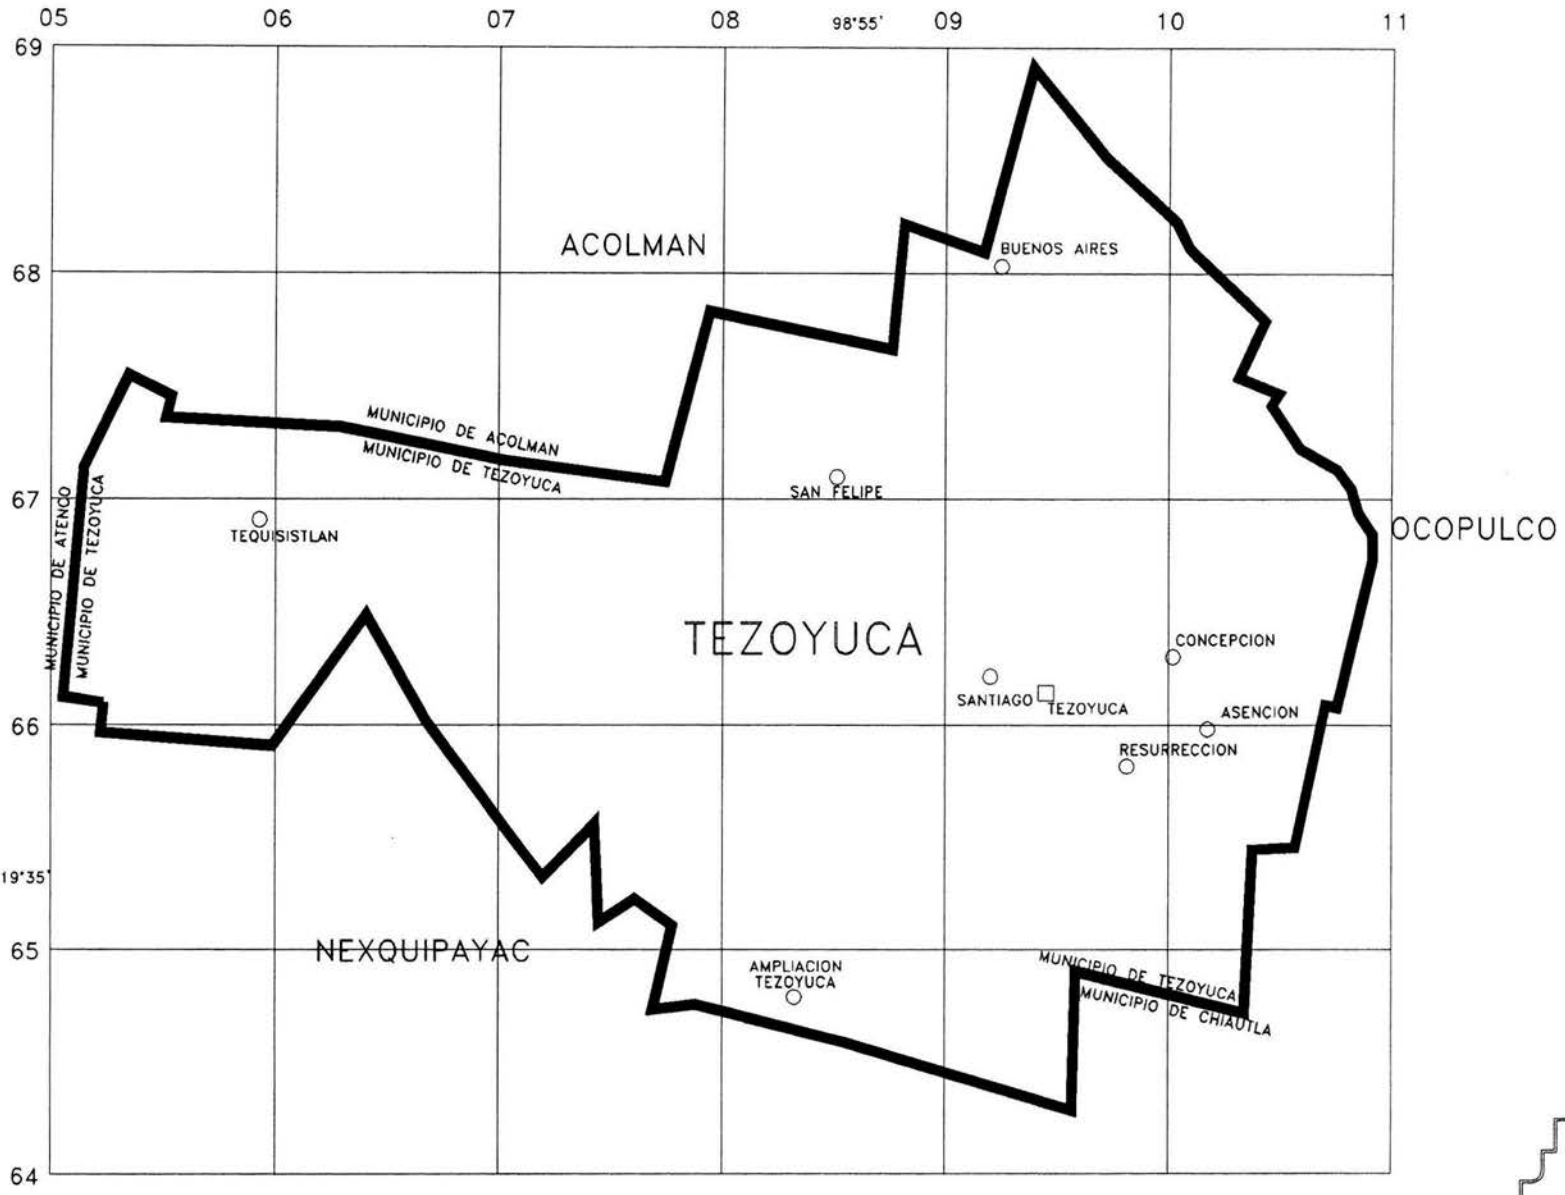 05 06 07 08 98°55' 09 10 11
69
ACOLMAN
BUENOS AIRES
68
MUNICIPIO DE ACOLMAN
MUNICIPIO DE TEZOYUCA
SAN FELIPE
67
TEQUISISTLAN
OCOPULCO
MUNICIPIO DE ATENCO
MUNICIPIO DE TEZOYUCA
TEZOYUCA
CONCEPCION
SANTIAGO
TEZOYUCA
ASENCION
66
RESURRECCION
19°35'
65
NEXQUIPAYAC
AMPLIACION
TEZOYUCA
MUNICIPIO DE TEZOYUCA
MUNICIPIO DE CHIAUTLA
64